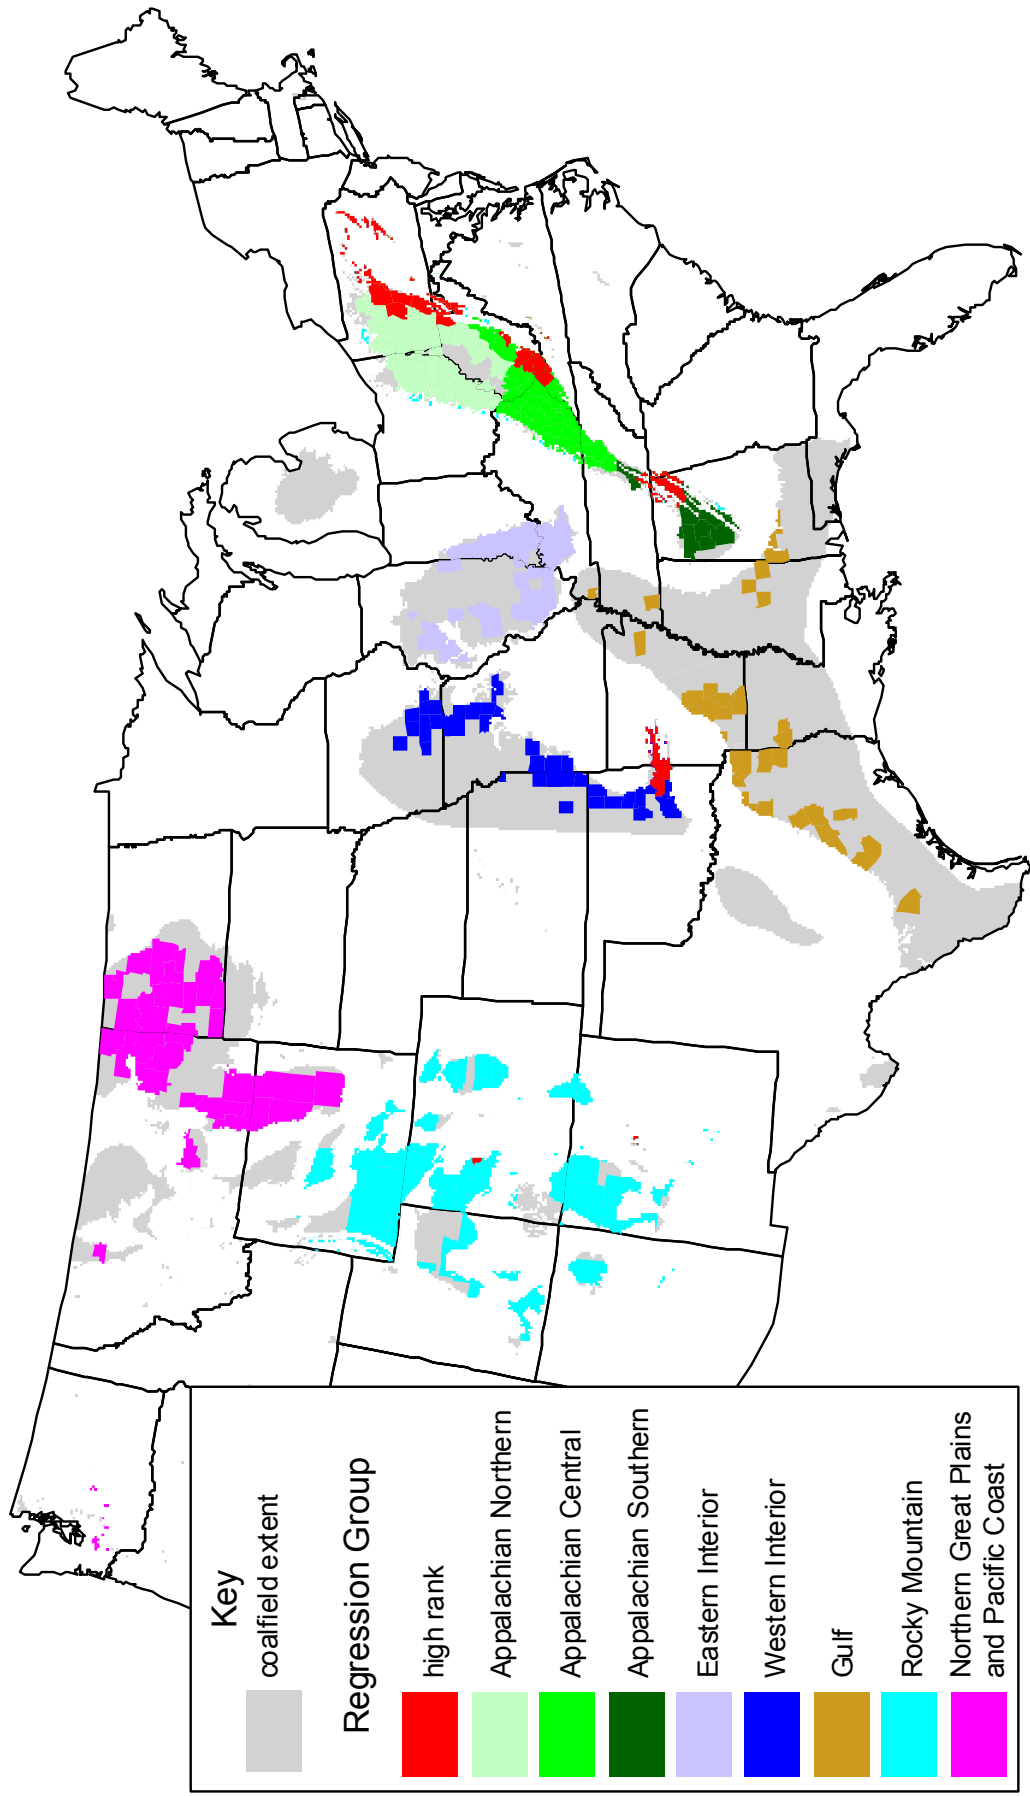 Key
coalfield extent
Regression Group
high rank
Appalachian Northern
Appalachian Central
Appalachian Southern
Eastern Interior
Western Interior
Gulf
Rocky Mountain
Northern Great Plains
and Pacific Coast